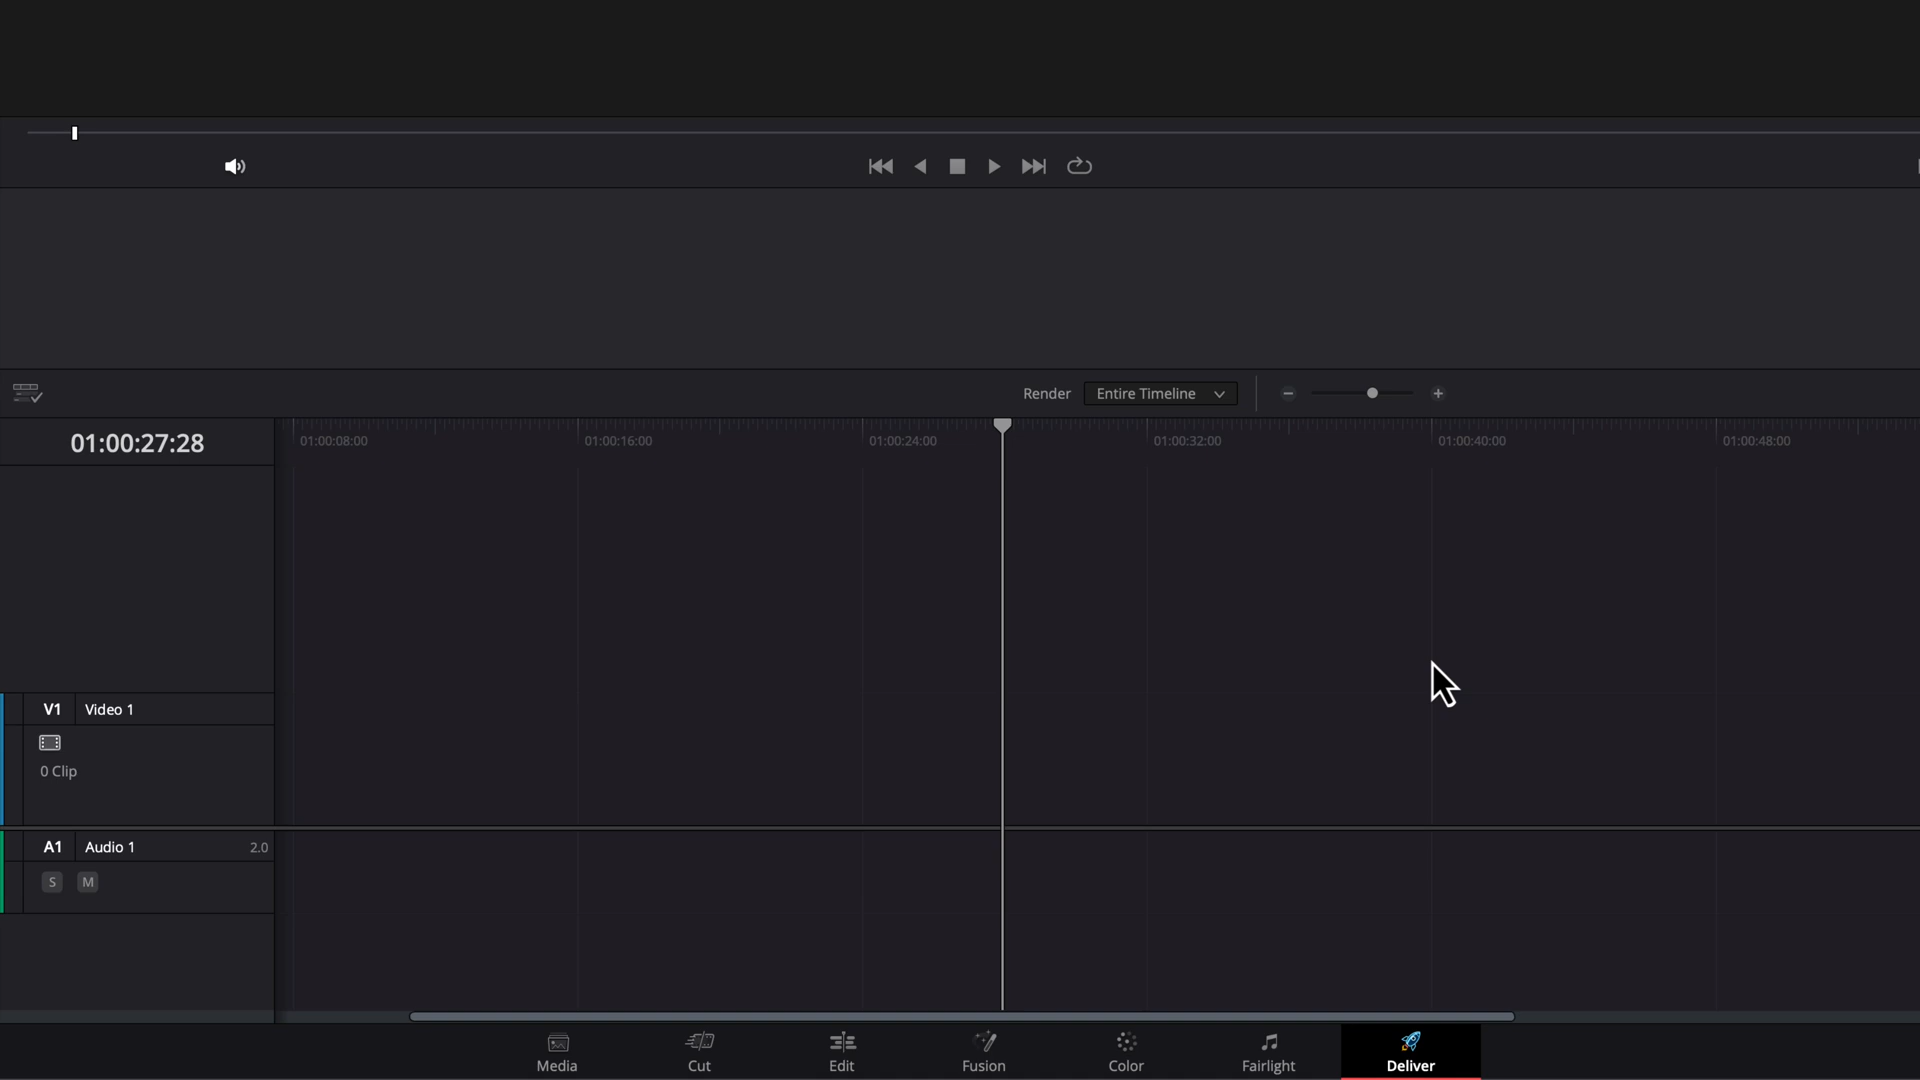 Render Entire Timeline
01:00:27:28
01:00:08:00 01:00:16:00 01:00:24:00 01:00:32:00 01:00:40:00 01:00:48:00
V1 Video 1
0 Clip
A1 Audio 1 2.0
S M
Media Cut Edit Fusion Color Fairlight Deliver